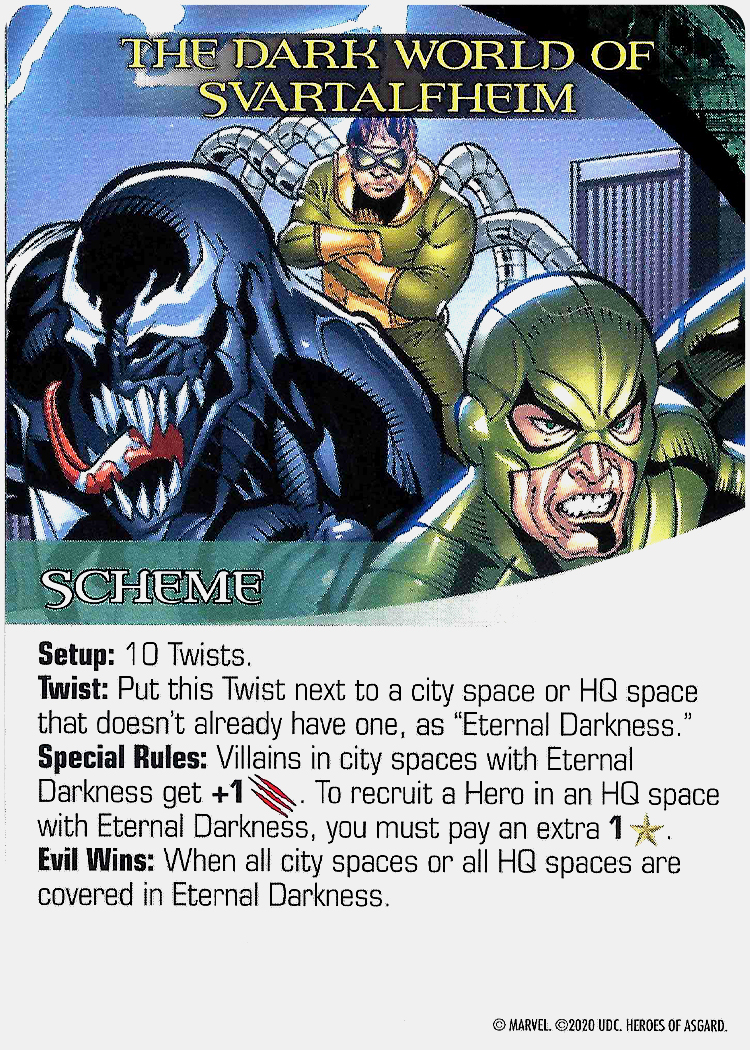 THE DARK WORLD OF
SVARTALFHEIM
SCHEME
Setup: 10 Twists.
Twist: Put this Twist next to a city space or HQ space
that doesn't already have one, as “Eternal Darkness.”
Special Rules: Villains in city spaces with Eternal
Darkness get +1 . To recruit a Hero in an HQ space
with Eternal Darkness, you must pay an extra 1 .
Evil Wins: When all city spaces or all HQ spaces are
covered in Eternal Darkness.
© MARVEL. ©2020 UDC. HEROES OF ASGARD.